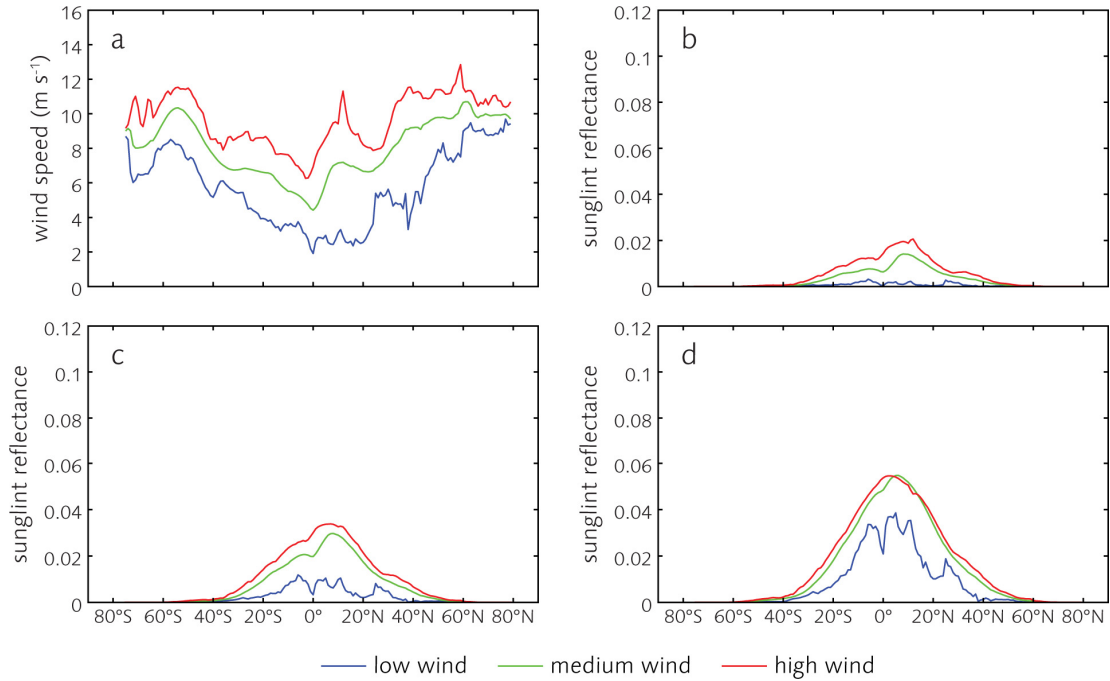 16
14
12
10
8
6
4
2
0
wind speed (m s⁻¹)
a
0.12
0.1
0.08
0.06
0.04
0.02
0
sunglint reflectance
b
0.12
0.1
0.08
0.06
0.04
0.02
0
sunglint reflectance
c
80°S 60°S 40°S 20°S 0° 20°N 40°N 60°N 80°N
0.12
0.1
0.08
0.06
0.04
0.02
0
sunglint reflectance
d
80°S 60°S 40°S 20°S 0° 20°N 40°N 60°N 80°N
low wind medium wind high wind